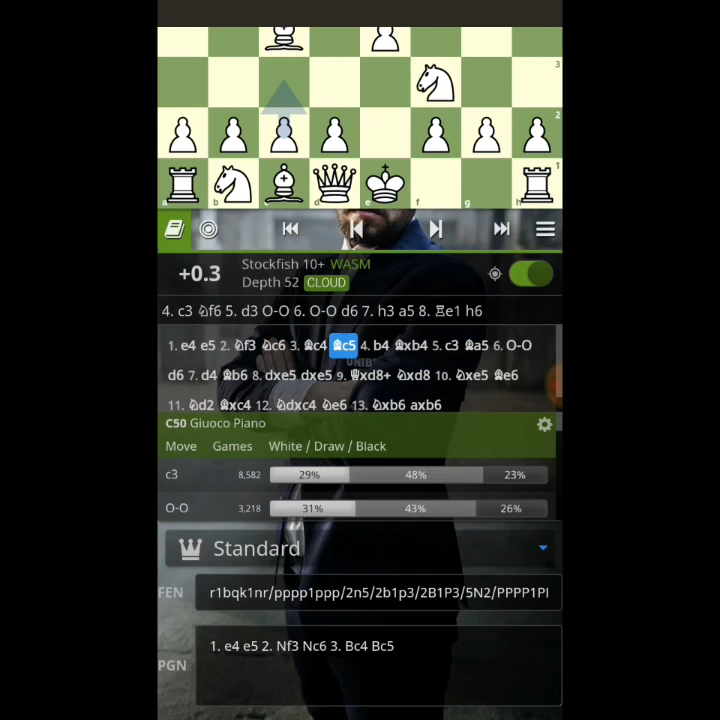 3
2
a b c d e f g h 1
+0.3 Stockfish 10+ WASM
Depth 52 CLOUD
4. c3 ♘f6 5. d3 O-O 6. O-O d6 7. h3 a5 8. ♖e1 h6
1. e4 e5 2. ♘f3 ♘c6 3. ♗c4 ♗c5 4. b4 ♗xb4 5. c3 ♗a5 6. O-O
d6 7. d4 ♗b6 8. dxe5 dxe5 9. ♕xd8+ ♘xd8 10. ♘xe5 ♗e6
11. ♘d2 ♗xc4 12. ♘dxc4 ♘e6 13. ♘xb6 axb6
C50 Giuoco Piano
Move Games White / Draw / Black
c3 8,582 29% 48% 23%
O-O 3,218 31% 43% 26%
Standard
FEN r1bqk1nr/pppp1ppp/2n5/2b1p3/2B1P3/5N2/PPPP1PI
1. e4 e5 2. Nf3 Nc6 3. Bc4 Bc5
PGN